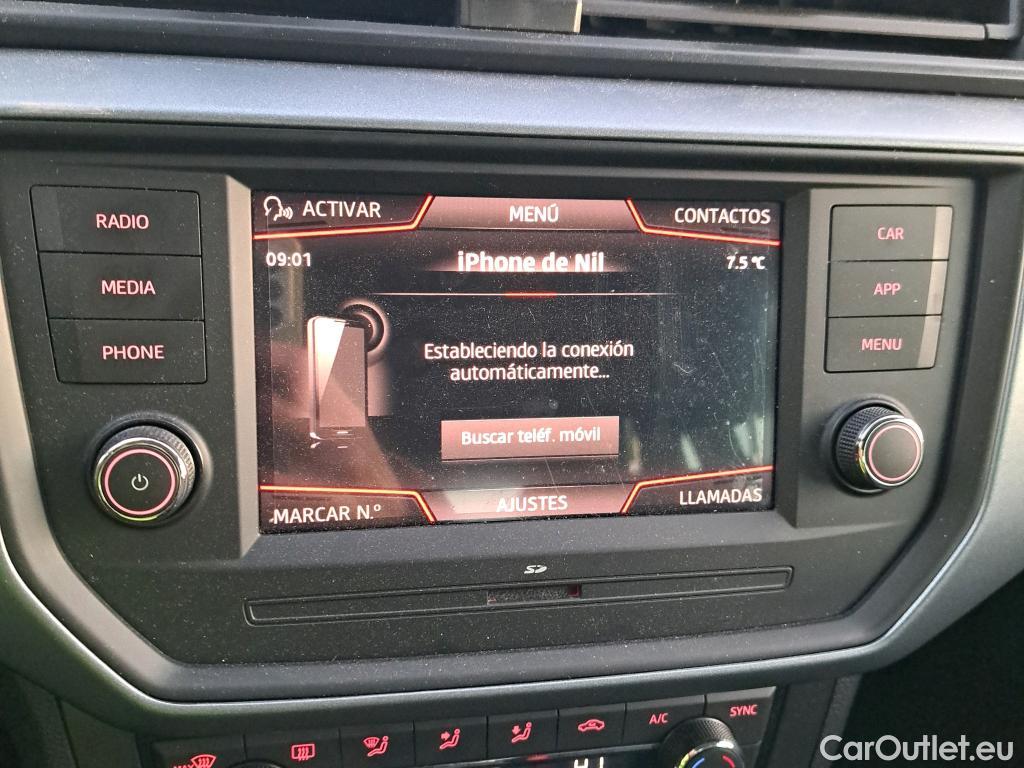 ACTIVAR
MENÚ
CONTACTOS
RADIO
MEDIA
PHONE
09:01
iPhone de Nil
7.5 °C
Estableciendo la conexión
automáticamente...
Buscar teléf. móvil
MARCAR N.º
AJUSTES
LLAMADAS
CAR
APP
MENU
SD
MAX
A/C
SYNC
CarOutlet.eu